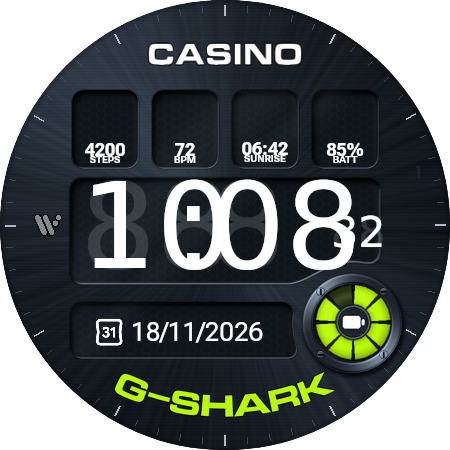 CASINO
4200 72 06:42 85%
STEPS BPM SUNRISE BATT
10:08 32
31 18/11/2026
G-SHARK